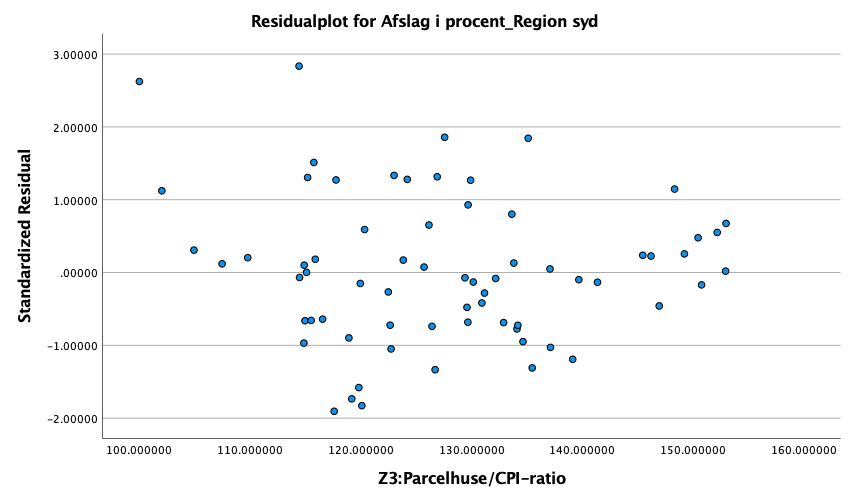 Residualplot for Afslag i procent_Region syd
3.00000
2.00000
1.00000
.00000
-1.00000
-2.00000
Standardized Residual
100.000000 110.000000 120.000000 130.000000 140.000000 150.000000 160.000000
Z3:Parcelhuse/CPI-ratio